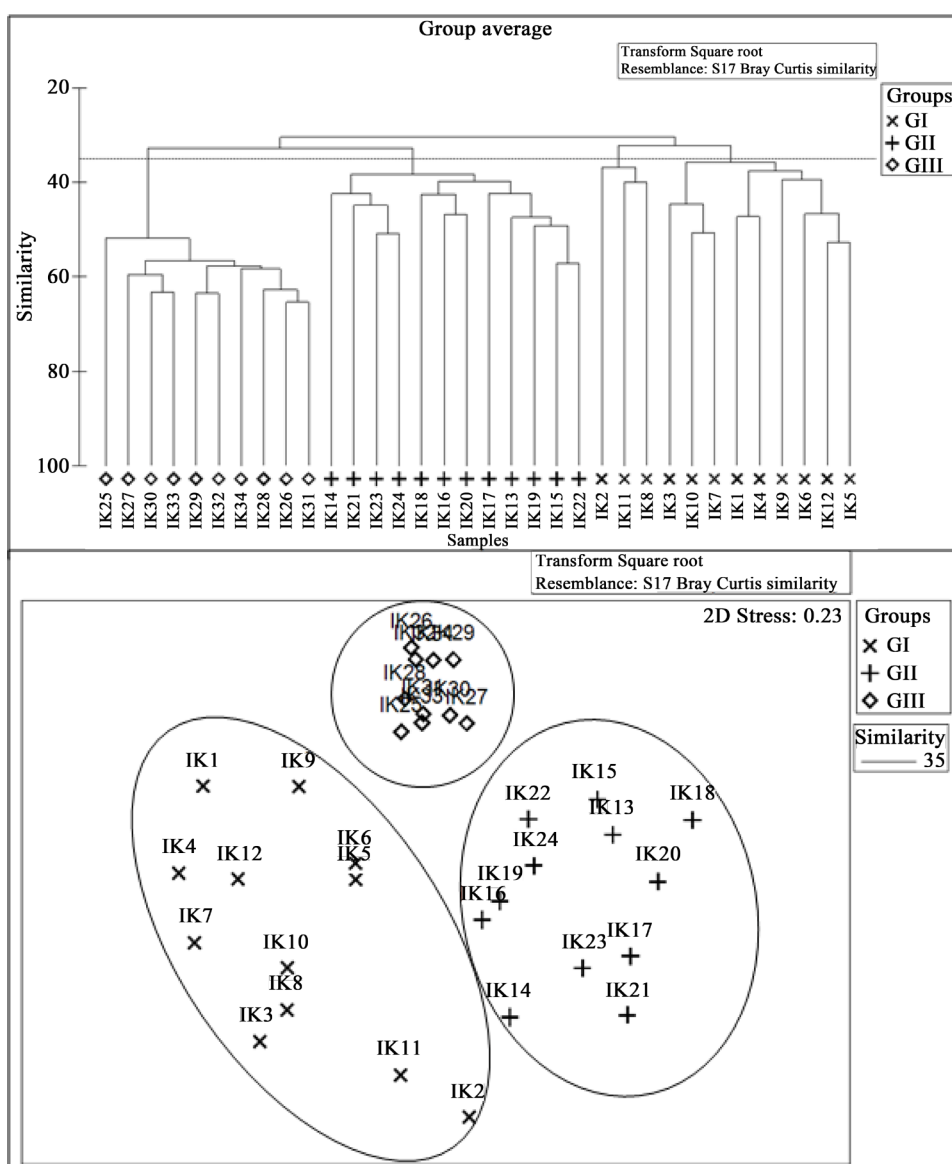 Group average
Transform Square root
Resemblance: S17 Bray Curtis similarity
Groups
GI
GII
GIII
Similarity
20
40
60
80
100
IK25
IK27
IK30
IK33
IK29
IK32
IK34
IK28
IK26
IK31
IK14
IK21
IK23
IK24
IK18
IK16
IK20
IK17
IK13
IK19
IK15
IK22
IK2
IK11
IK8
IK3
IK10
IK7
IK1
IK4
IK9
IK6
IK12
IK5
Samples
Transform Square root
Resemblance: S17 Bray Curtis similarity
2D Stress: 0.23
Groups
GI
GII
GIII
Similarity
35
IK26
IK29
IK28
IK30
IK27
IK25
IK1
IK9
IK15
IK22
IK13
IK18
IK6
IK5
IK4
IK12
IK24
IK20
IK19
IK16
IK7
IK10
IK23
IK17
IK8
IK14
IK21
IK3
IK11
IK2